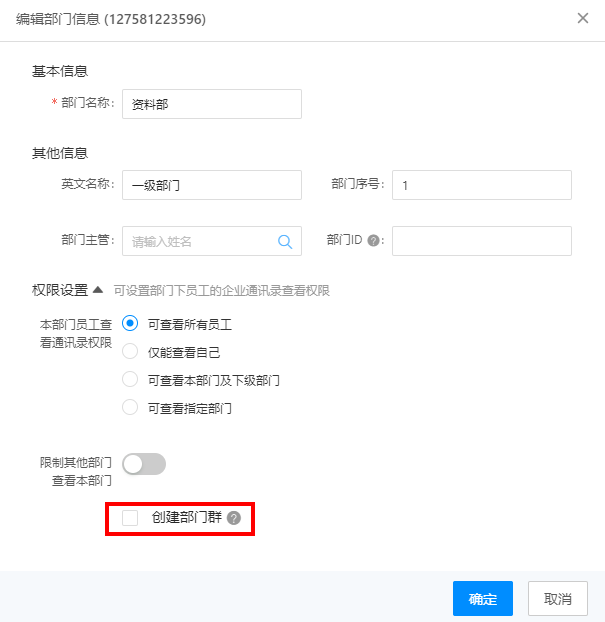 编辑部门信息 (127581223596)
基本信息
* 部门名称: 资料部
其他信息
英文名称: 一级部门 部门序号: 1
部门主管: 请输入姓名 部门ID ?:
权限设置 可设置部门下员工的企业通讯录查看权限
本部门员工查看通讯录权限
可查看所有员工
仅能查看自己
可查看本部门及下级部门
可查看指定部门
限制其他部门
查看本部门
创建部门群 ?
确定 取消